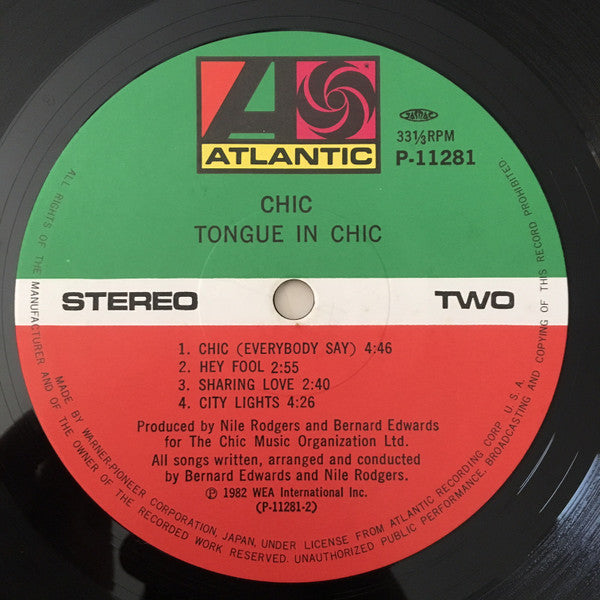 ATLANTIC
JASRAC
33⅓RPM
P-11281
CHIC
TONGUE IN CHIC
STEREO
TWO
1. CHIC (EVERYBODY SAY) 4:46
2. HEY FOOL 2:55
3. SHARING LOVE 2:40
4. CITY LIGHTS 4:26
Produced by Nile Rodgers and Bernard Edwards
for The Chic Music Organization Ltd.
All songs written, arranged and conducted
by Bernard Edwards and Nile Rodgers.
℗ 1982 WEA International Inc.
(P-11281-2)
MADE BY WARNER-PIONEER CORPORATION, JAPAN, UNDER LICENSE FROM ATLANTIC RECORDING CORP. U.S.A.
ALL RIGHTS OF THE MANUFACTURER AND OF THE OWNER OF THE RECORDED WORK RESERVED. UNAUTHORIZED PUBLIC PERFORMANCE, BROADCASTING AND COPYING OF THIS RECORD PROHIBITED.